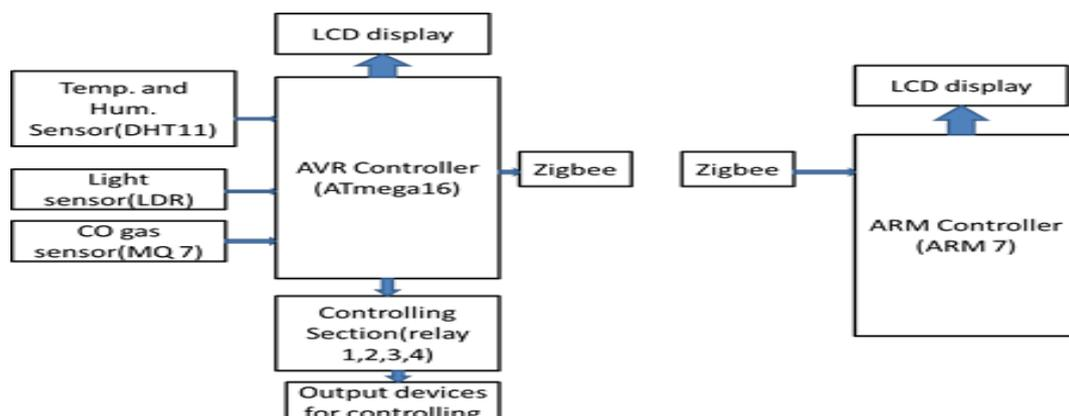 LCD display
Temp. and
Hum.
Sensor(DHT11)
Light
sensor(LDR)
CO gas
sensor(MQ 7)
AVR Controller
(ATmega16)
Zigbee
Controlling
Section(relay
1,2,3,4)
Output devices
for controlling
Zigbee
LCD display
ARM Controller
(ARM 7)